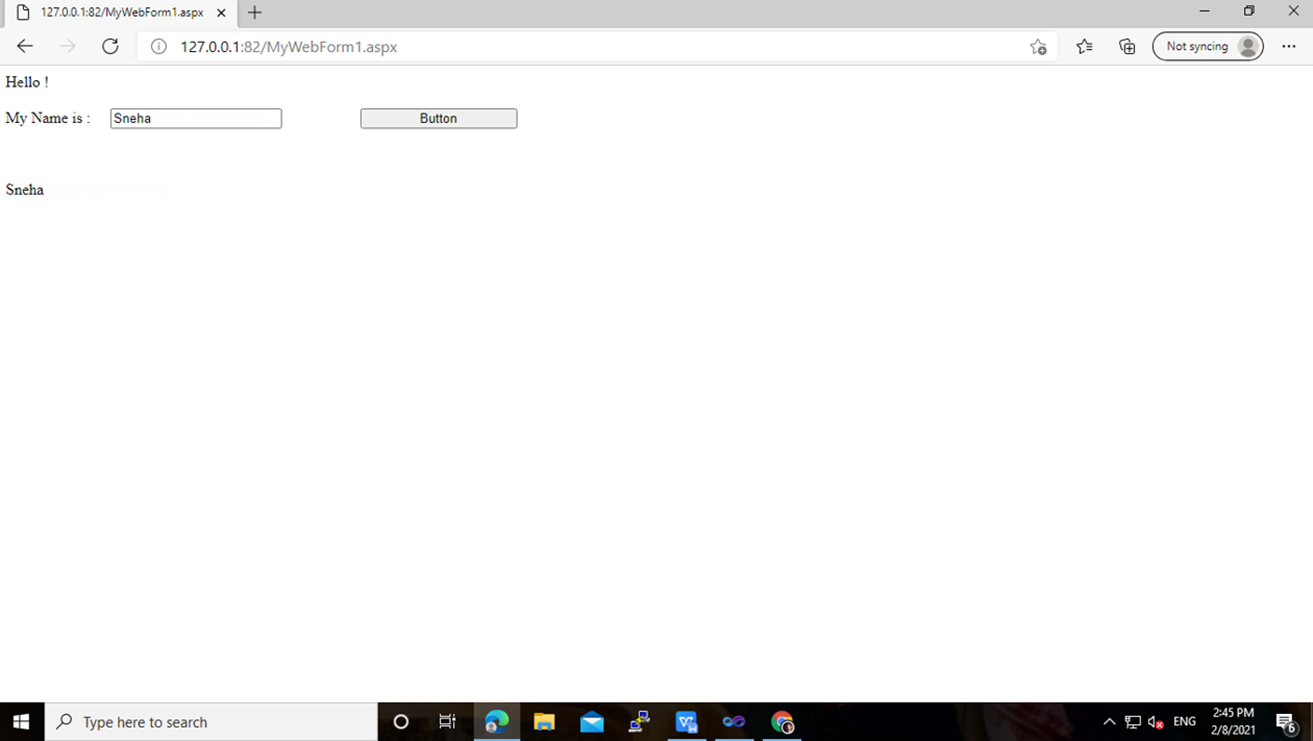 127.0.0.1:82/MyWebForm1.aspx
127.0.0.1:82/MyWebForm1.aspx
Not syncing
Hello !
My Name is : Sneha Button
Sneha
Type here to search
ENG
2:45 PM
2/8/2021
6